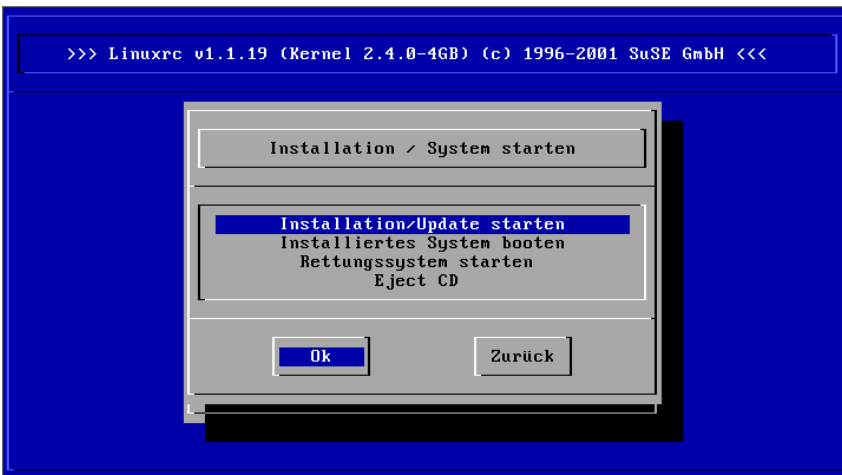 >>> Linuxrc v1.1.19 (Kernel 2.4.0-4GB) (c) 1996-2001 SuSE GmbH <<<
Installation / System starten
Installation/Update starten
Installiertes System booten
Rettungssystem starten
Eject CD
Ok Zurück